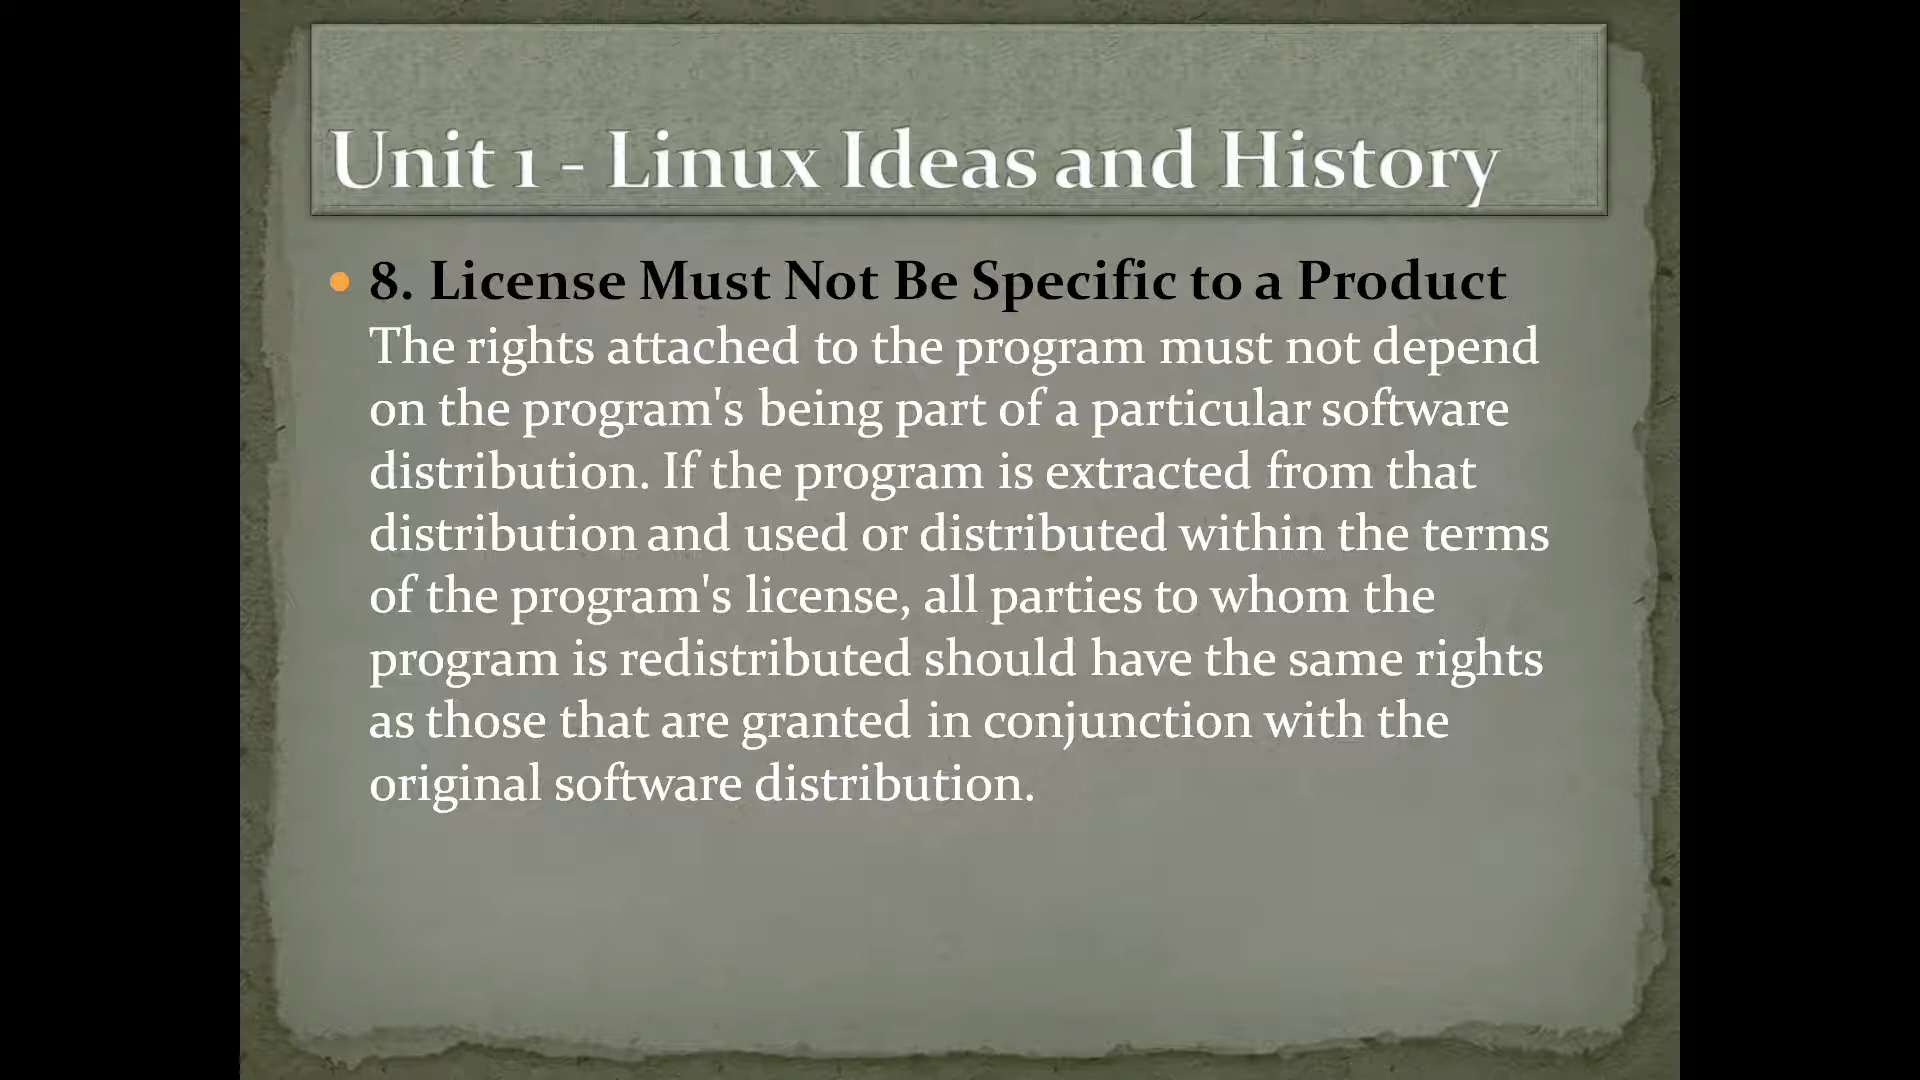 Unit 1 - Linux Ideas and History
8. License Must Not Be Specific to a Product
The rights attached to the program must not depend
on the program's being part of a particular software
distribution. If the program is extracted from that
distribution and used or distributed within the terms
of the program's license, all parties to whom the
program is redistributed should have the same rights
as those that are granted in conjunction with the
original software distribution.